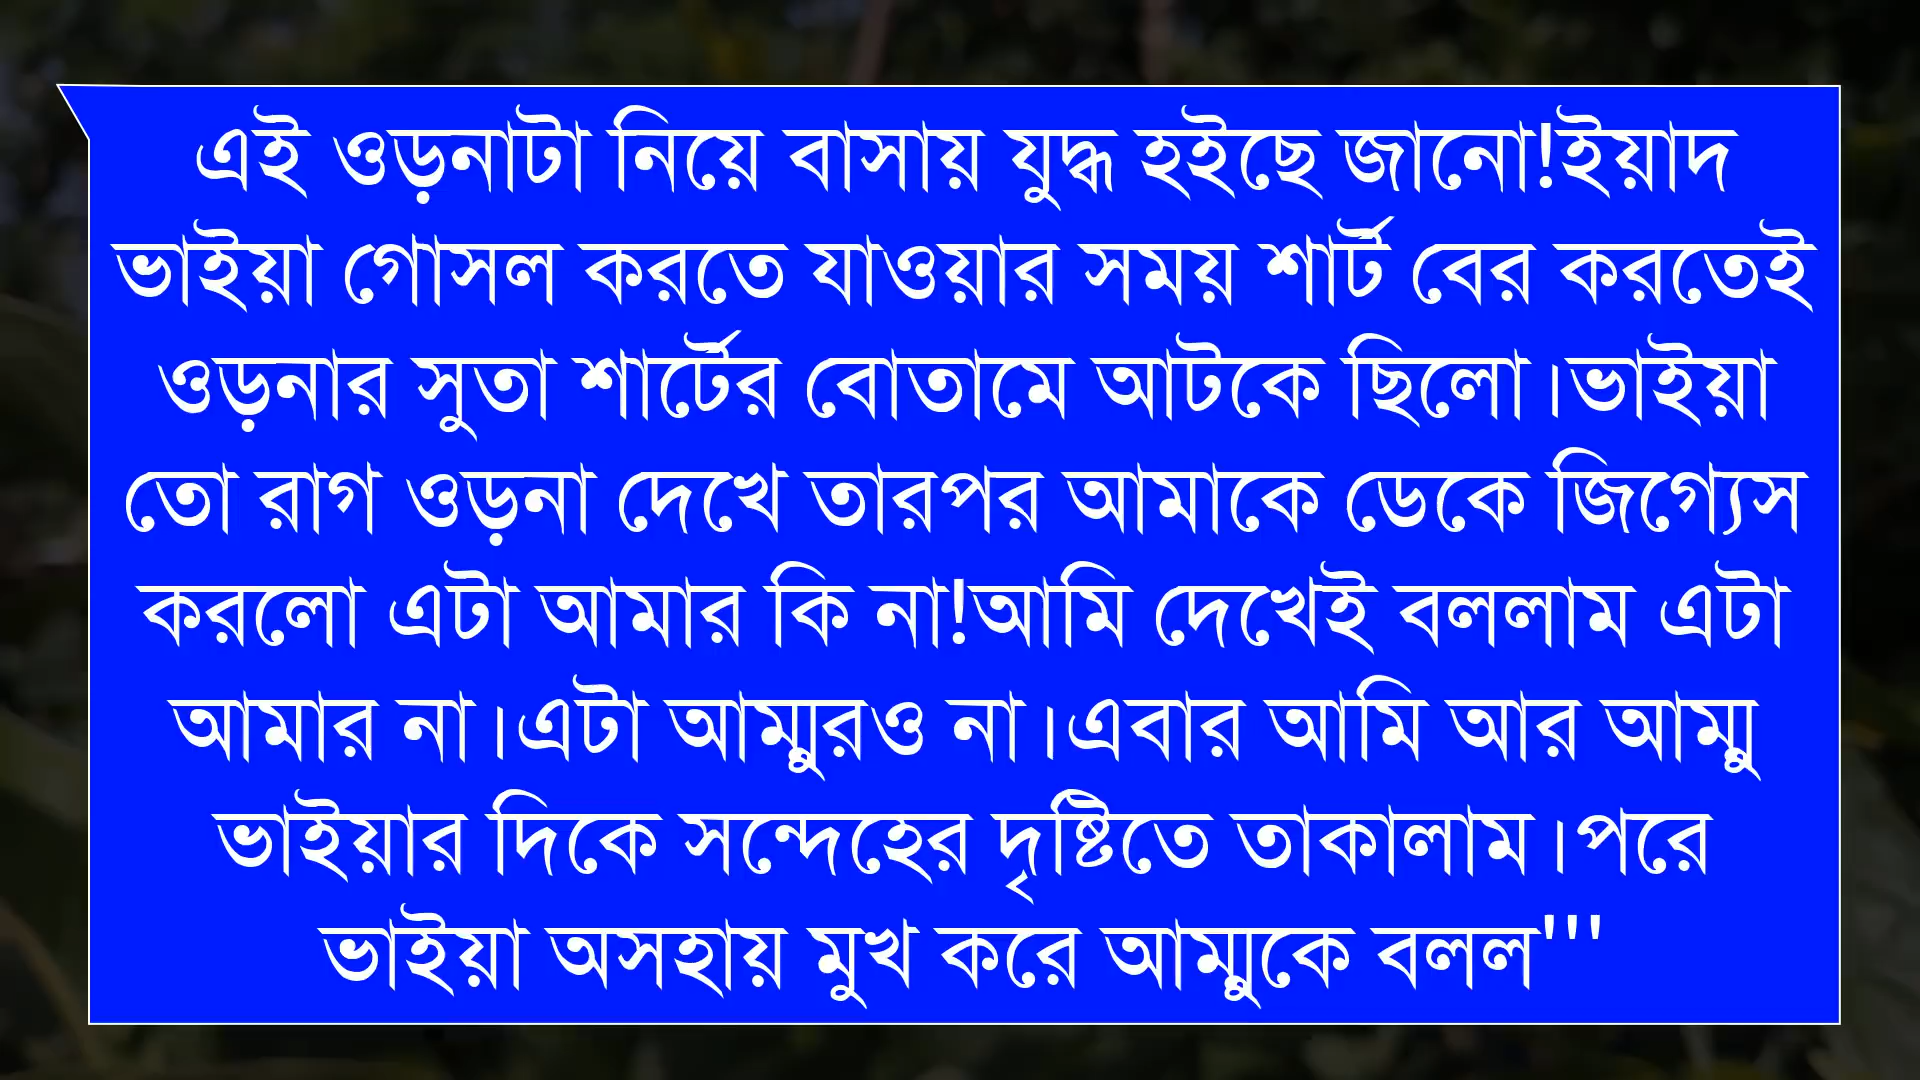 এই ওড়নাটা নিয়ে বাসায় যুদ্ধ হইছে জানো!ইয়াদ
ভাইয়া গোসল করতে যাওয়ার সময় শার্ট বের করতেই
ওড়নার সুতা শার্টের বোতামে আটকে ছিলো।ভাইয়া
তো রাগ ওড়না দেখে তারপর আমাকে ডেকে জিগ্যেস
করলো এটা আমার কি না!আমি দেখেই বললাম এটা
আমার না।এটা আম্মুরও না।এবার আমি আর আম্মু
ভাইয়ার দিকে সন্দেহের দৃষ্টিতে তাকালাম।পরে
ভাইয়া অসহায় মুখ করে আম্মুকে বলল'''